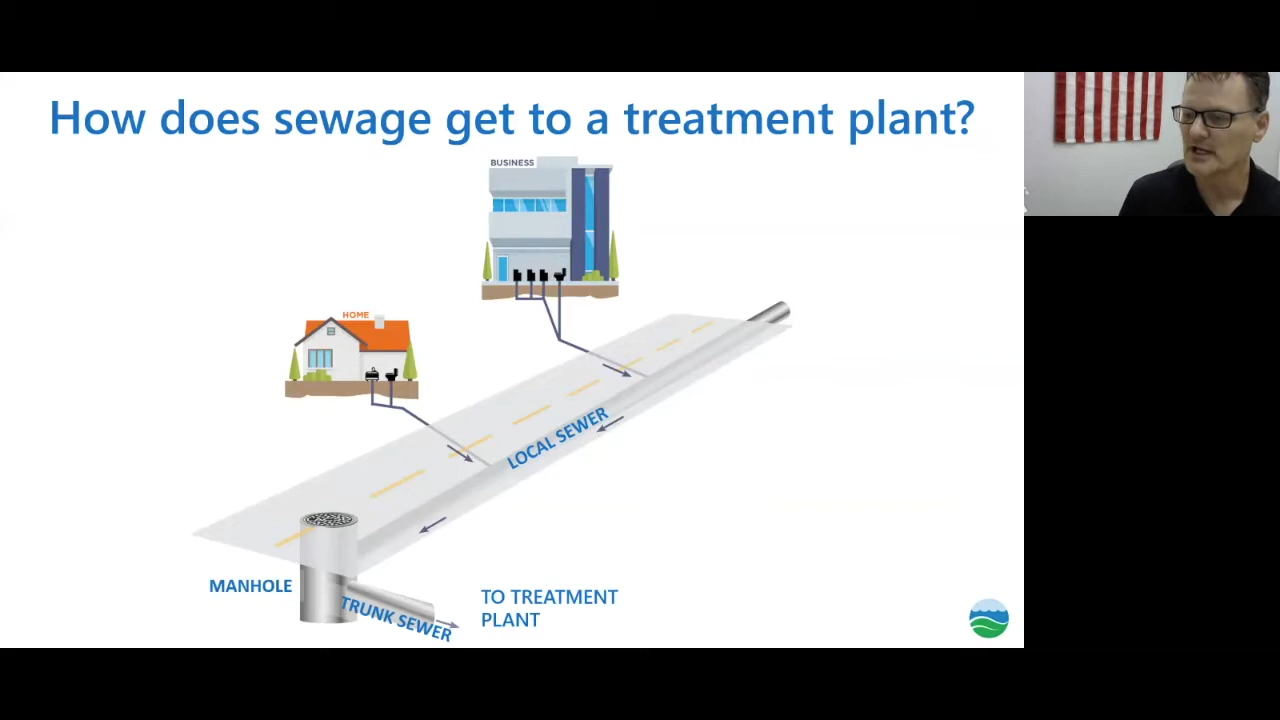 How does sewage get to a treatment plant?
BUSINESS
HOME
LOCAL SEWER
MANHOLE
TRUNK SEWER
TO TREATMENT
PLANT